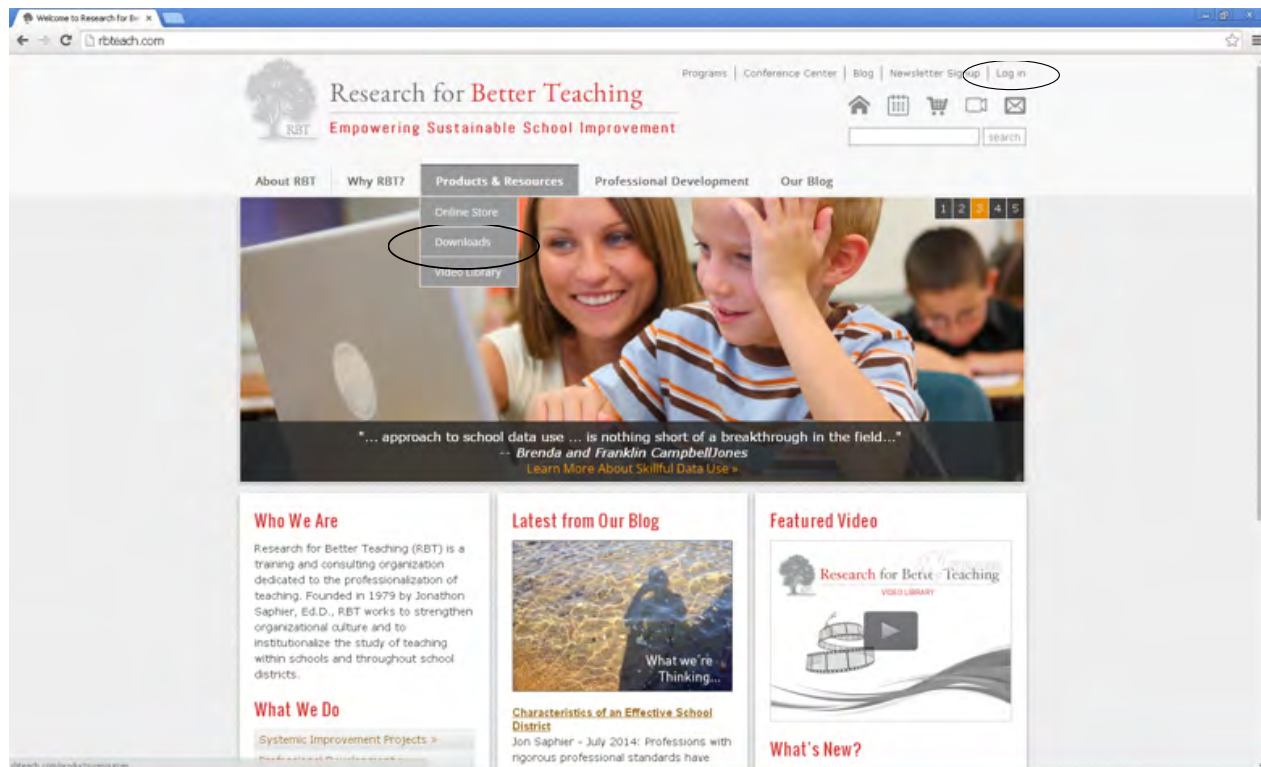 Welcome to Research for Be
rbteach.com
Programs | Conference Center | Blog | Newsletter Signup | Log in
Research for Better Teaching
RBT
Empowering Sustainable School Improvement
search
About RBT Why RBT? Products & Resources Professional Development Our Blog
Online Store
Downloads
Video Library
1 2 3 4 5
"... approach to school data use ... is nothing short of a breakthrough in the field..."
-- Brenda and Franklin CampbellJones
Learn More About Skillful Data Use »
Who We Are
Research for Better Teaching (RBT) is a
training and consulting organization
dedicated to the professionalization of
teaching. Founded in 1979 by Jonathon
Saphier, Ed.D., RBT works to strengthen
organizational culture and to
institutionalize the study of teaching
within schools and throughout school
districts.
What We Do
Systemic Improvement Projects »
Professional Development »
Latest from Our Blog
What we're
Thinking...
Characteristics of an Effective School
District
Jon Saphier - July 2014: Professions with
rigorous professional standards have
Featured Video
Research for Better Teaching
VIDEO LIBRARY
What's New?
rbteach.com/products-resources